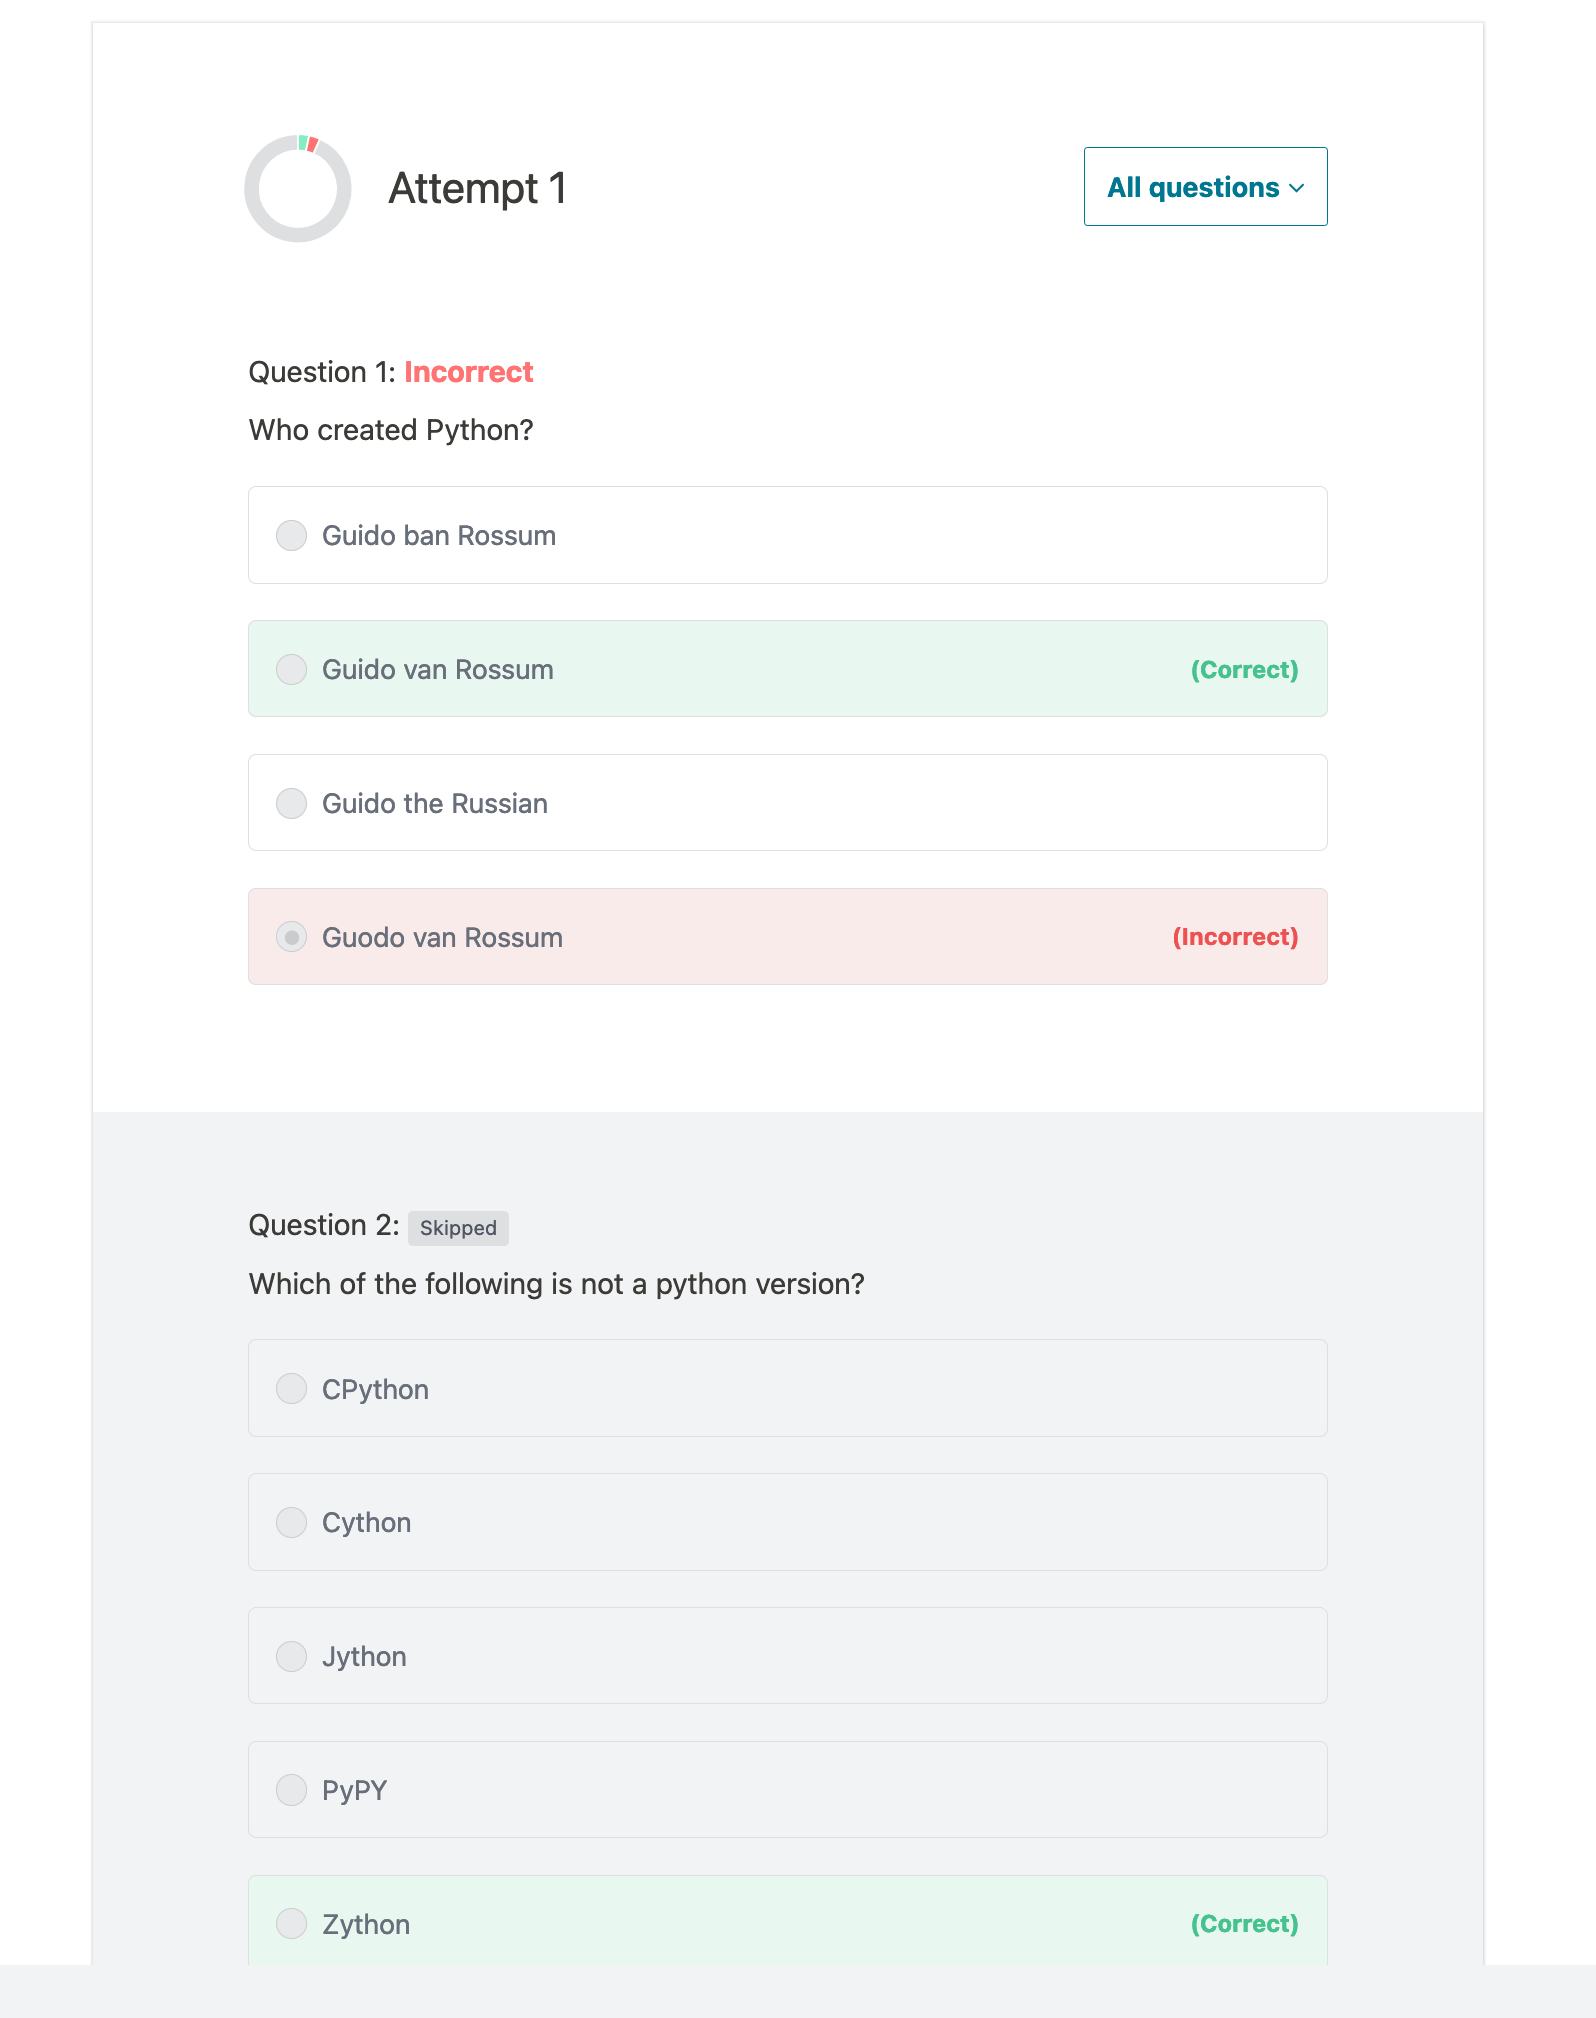 Attempt 1
All questions
Question 1: Incorrect
Who created Python?
Guido ban Rossum
Guido van Rossum (Correct)
Guido the Russian
Guodo van Rossum (Incorrect)
Question 2: Skipped
Which of the following is not a python version?
CPython
Cython
Jython
PyPY
Zython (Correct)